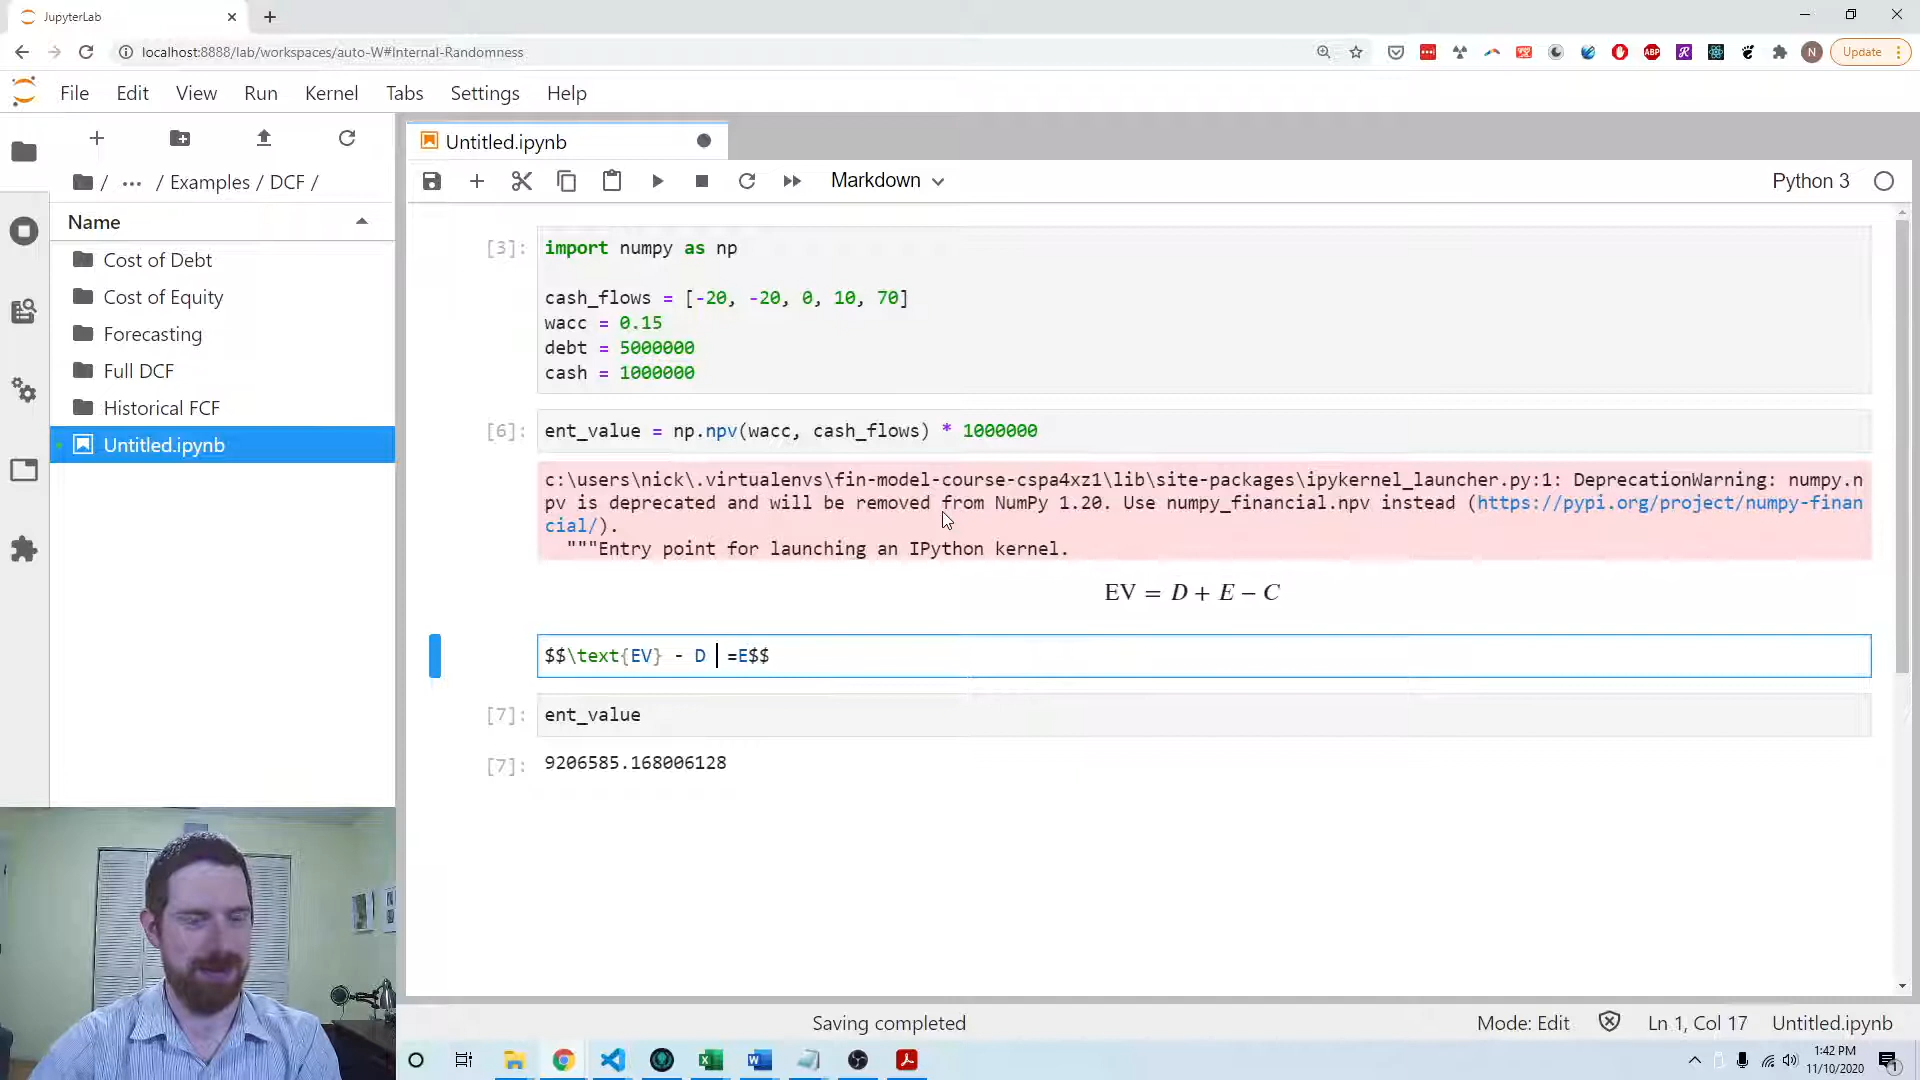 JupyterLab
localhost:8888/lab/workspaces/auto-W#Internal-Randomness
ABP
R
N
Update
File Edit View Run Kernel Tabs Settings Help
Untitled.ipynb
/ ... / Examples / DCF /
Markdown
Python 3
Name
Cost of Debt
Cost of Equity
Forecasting
Full DCF
Historical FCF
Untitled.ipynb
[3]:
import numpy as np
cash_flows = [-20, -20, 0, 10, 70]
wacc = 0.15
debt = 5000000
cash = 1000000
[6]:
ent_value = np.npv(wacc, cash_flows) * 1000000
c:\users\nick\.virtualenvs\fin-model-course-cspa4xz1\lib\site-packages\ipykernel_launcher.py:1: DeprecationWarning: numpy.n
pv is deprecated and will be removed from NumPy 1.20. Use numpy_financial.npv instead (https://pypi.org/project/numpy-finan
cial/).
"""Entry point for launching an IPython kernel.
EV = D + E − C
$$\text{EV} - D  =E$$
[7]:
ent_value
[7]:
9206585.168006128
Saving completed
Mode: Edit
Ln 1, Col 17
Untitled.ipynb
1:42 PM
11/10/2020